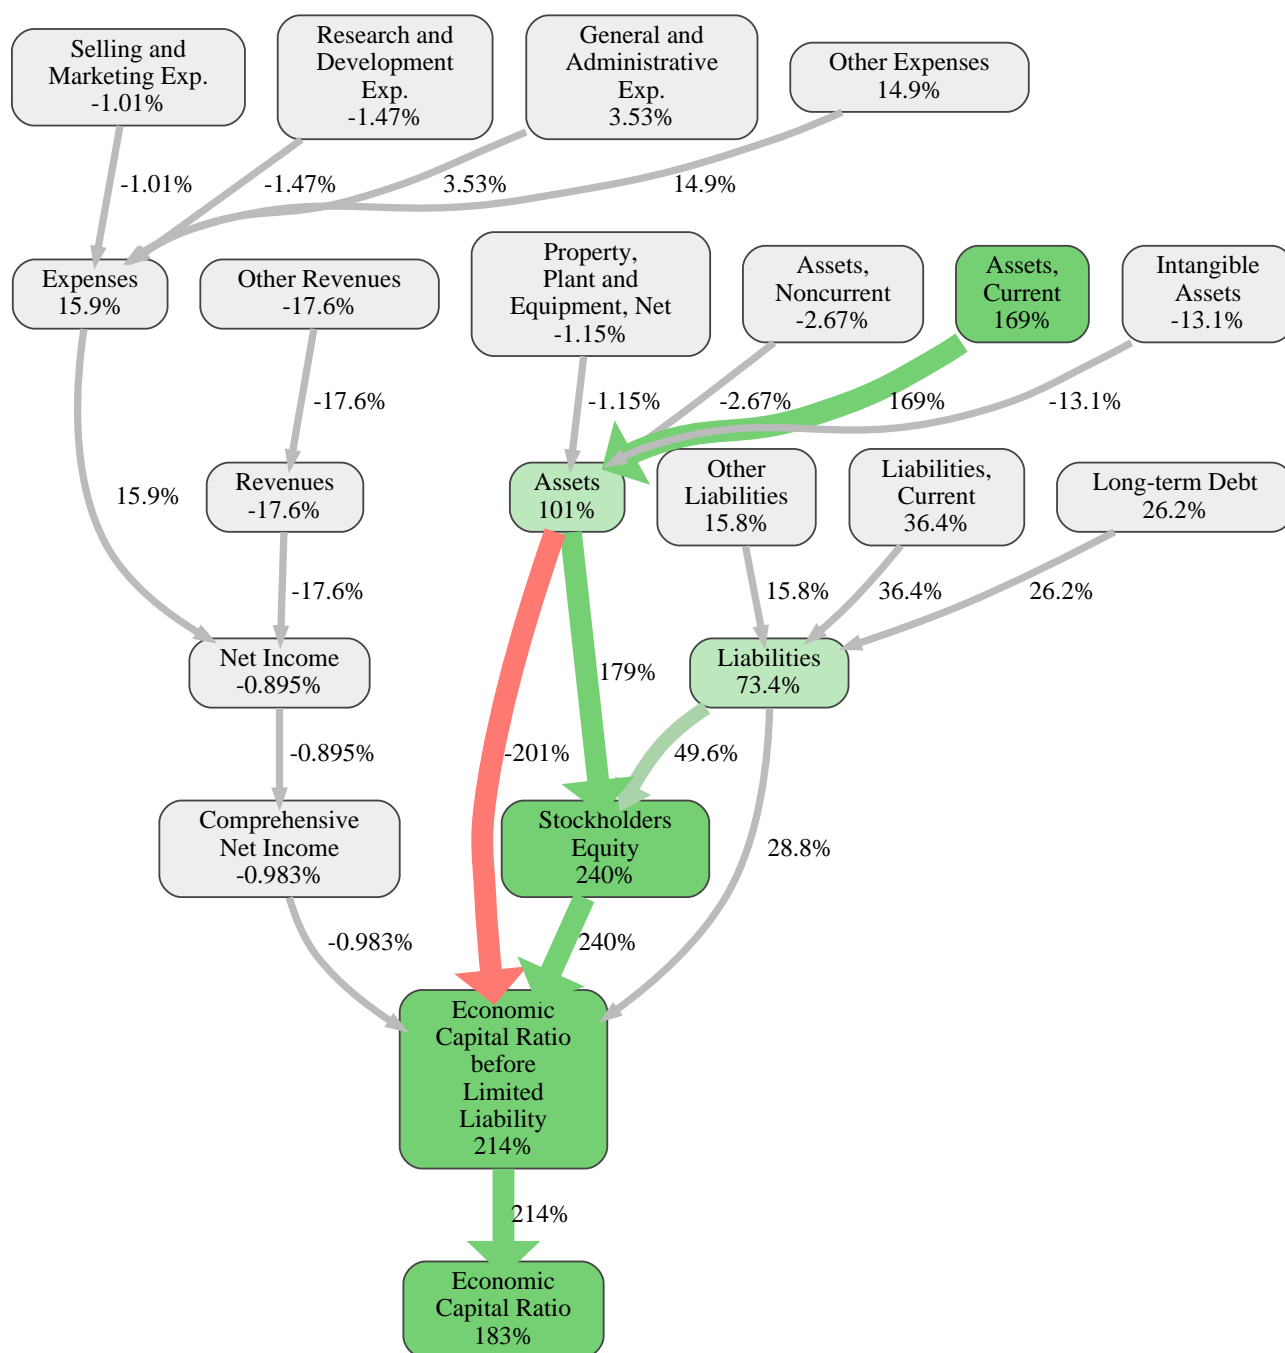 Selling and
Marketing Exp.
-1.01%
Research and
Development
Exp.
-1.47%
General and
Administrative
Exp.
3.53%
Other Expenses
14.9%
-1.01%
-1.47%
3.53%
14.9%
Expenses
15.9%
Other Revenues
-17.6%
Property,
Plant and
Equipment, Net
-1.15%
Assets,
Noncurrent
-2.67%
Assets,
Current
169%
Intangible
Assets
-13.1%
-17.6%
-1.15%
-2.67%
169%
-13.1%
15.9%
Revenues
-17.6%
Assets
101%
Other
Liabilities
15.8%
Liabilities,
Current
36.4%
Long-term Debt
26.2%
-17.6%
15.8%
36.4%
26.2%
Net Income
-0.895%
179%
Liabilities
73.4%
-0.895%
-201%
49.6%
Comprehensive
Net Income
-0.983%
Stockholders
Equity
240%
28.8%
-0.983%
240%
Economic
Capital Ratio
before
Limited
Liability
214%
214%
Economic
Capital Ratio
183%